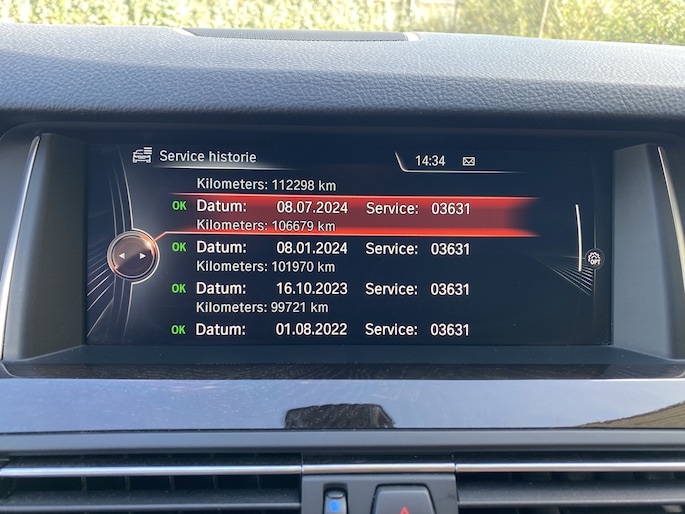 Service historie
14:34
Kilometers: 112298 km
OK Datum: 08.07.2024 Service: 03631
Kilometers: 106679 km
OK Datum: 08.01.2024 Service: 03631
Kilometers: 101970 km
OK Datum: 16.10.2023 Service: 03631
Kilometers: 99721 km
OK Datum: 01.08.2022 Service: 03631
OPT